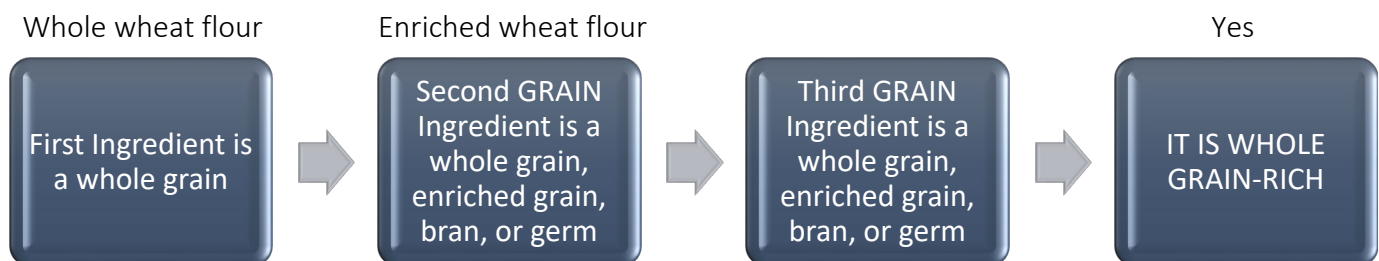 Whole wheat flour
Enriched wheat flour
Yes
First Ingredient is
a whole grain
Second GRAIN
Ingredient is a
whole grain,
enriched grain,
bran, or germ
Third GRAIN
Ingredient is a
whole grain,
enriched grain,
bran, or germ
IT IS WHOLE
GRAIN-RICH